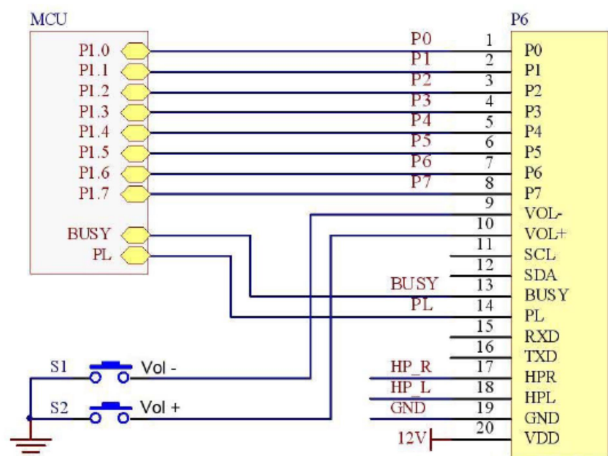 MCU P6
P1.0 P0 1 P0
P1.1 P1 2 P1
P1.2 P2 3 P2
P1.3 P3 4 P3
P1.4 P4 5 P4
P1.5 P5 6 P5
P1.6 P6 7 P6
P1.7 P7 8 P7
9 VOL-
BUSY 10 VOL+
PL 11 SCL
12 SDA
BUSY 13 BUSY
PL 14 PL
15 RXD
16 TXD
S1 Vol - HP_R 17 HPR
HP_L 18 HPL
S2 Vol + GND 19 GND
12V 20 VDD